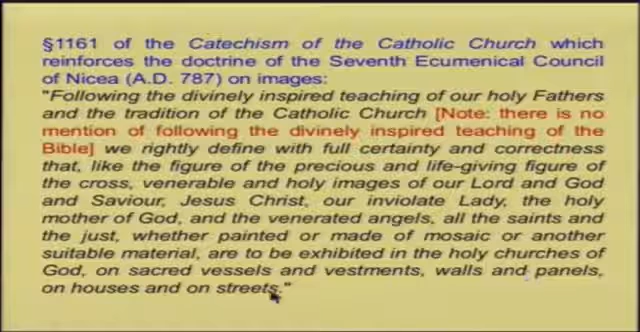 §1161 of the Catechism of the Catholic Church which
reinforces the doctrine of the Seventh Ecumenical Council
of Nicea (A.D. 787) on images:
"Following the divinely inspired teaching of our holy Fathers
and the tradition of the Catholic Church [Note: there is no
mention of following the divinely inspired teaching of the
Bible] we rightly define with full certainty and correctness
that, like the figure of the precious and life-giving figure of
the cross, venerable and holy images of our Lord and God
and Saviour, Jesus Christ, our inviolate Lady, the holy
mother of God, and the venerated angels, all the saints and
the just, whether painted or made of mosaic or another
suitable material, are to be exhibited in the holy churches of
God, on sacred vessels and vestments, walls and panels,
on houses and on streets."